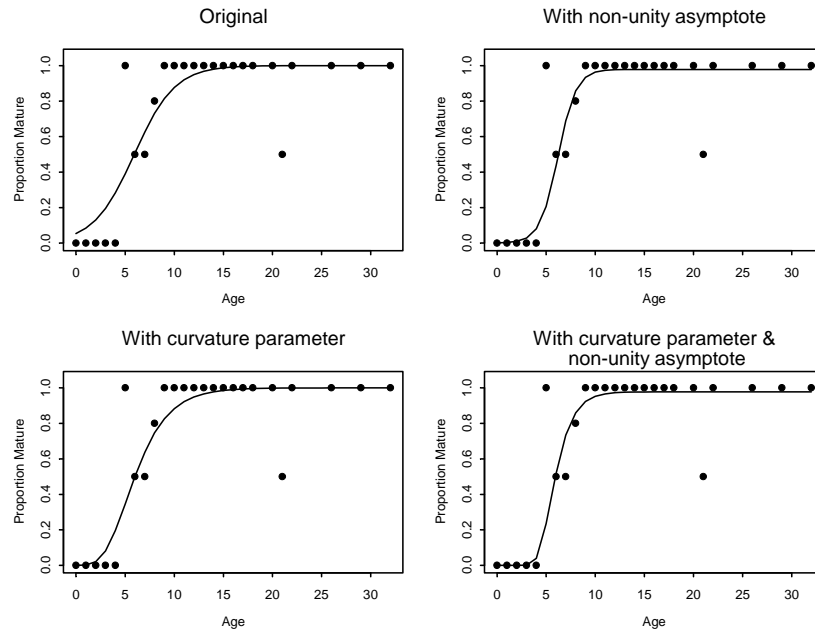 Original
Proportion Mature
0.0 0.2 0.4 0.6 0.8 1.0
0 5 10 15 20 25 30
Age
With non-unity asymptote
Proportion Mature
0.0 0.2 0.4 0.6 0.8 1.0
0 5 10 15 20 25 30
Age
With curvature parameter
Proportion Mature
0.0 0.2 0.4 0.6 0.8 1.0
0 5 10 15 20 25 30
Age
With curvature parameter &
non-unity asymptote
Proportion Mature
0.0 0.2 0.4 0.6 0.8 1.0
0 5 10 15 20 25 30
Age